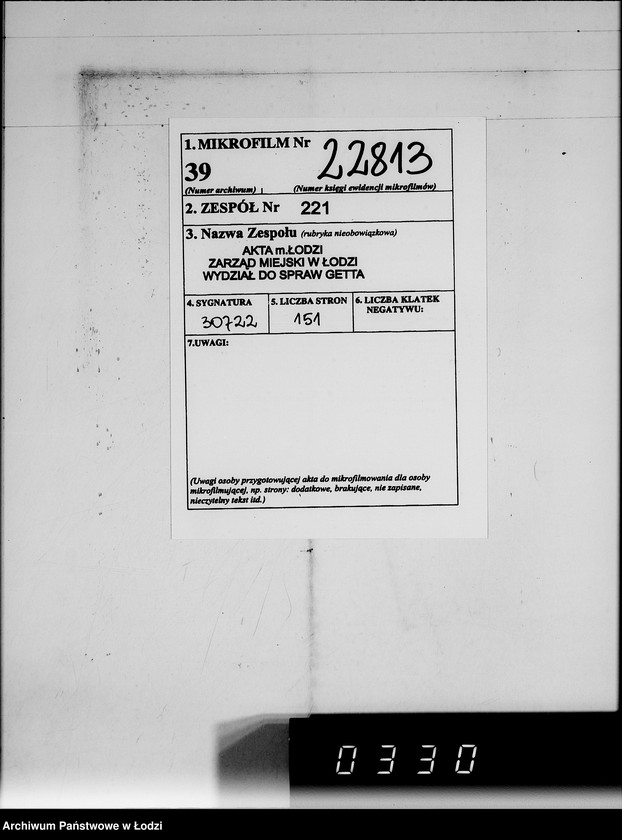 1. MIKROFILM Nr 22813
39
(Numer archiwum) (Numer księgi ewidencji mikrofilmów)
2. ZESPÓŁ Nr 221
3. Nazwa Zespołu (rubryka nieobowiązkowa)
AKTA m.ŁODZI
ZARZĄD MIEJSKI W ŁODZI
WYDZIAŁ DO SPRAW GETTA
4. SYGNATURA 5. LICZBA STRON 6. LICZBA KLATEK
NEGATYWU:
30722 151
7.UWAGI:
(Uwagi osoby przygotowującej akta do mikrofilmowania dla osoby
mikrofilmującej, np. strony: dodatkowe, brakujące, nie zapisane,
nieczytelny tekst itd.)
0330
Archiwum Państwowe w Łodzi